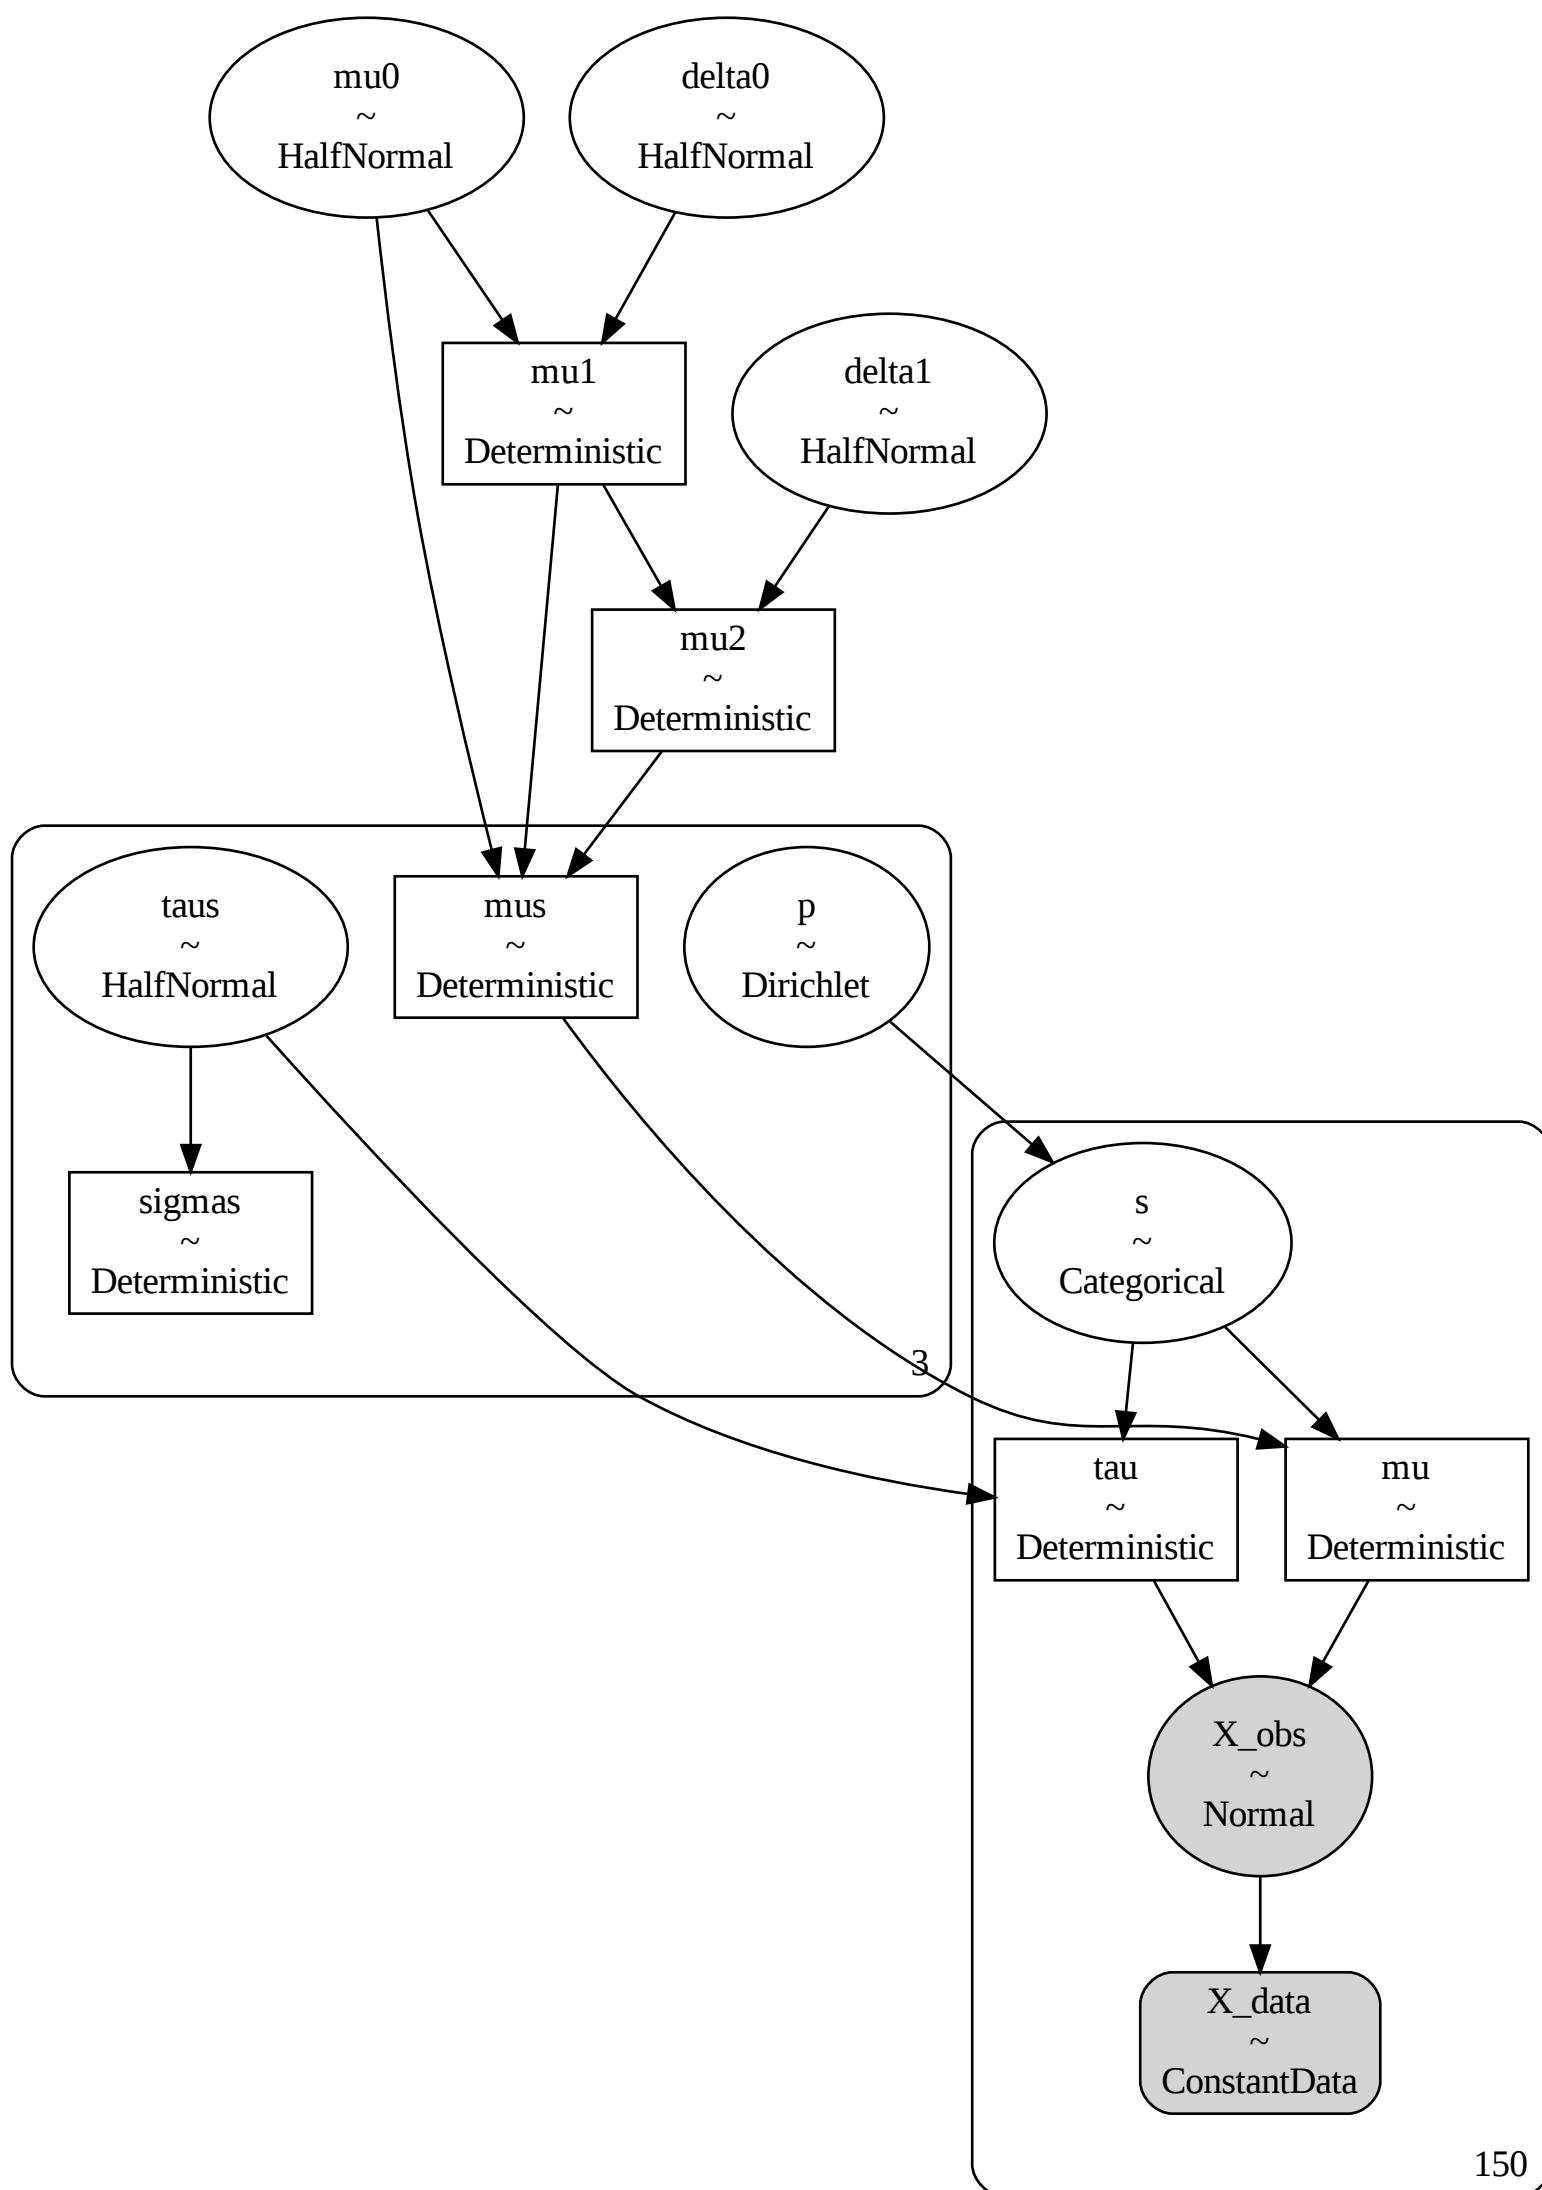 mu0
~
HalfNormal
delta0
~
HalfNormal
mu1
~
Deterministic
delta1
~
HalfNormal
mu2
~
Deterministic
taus
~
HalfNormal
mus
~
Deterministic
p
~
Dirichlet
sigmas
~
Deterministic
3
s
~
Categorical
tau
~
Deterministic
mu
~
Deterministic
X_obs
~
Normal
X_data
~
ConstantData
150